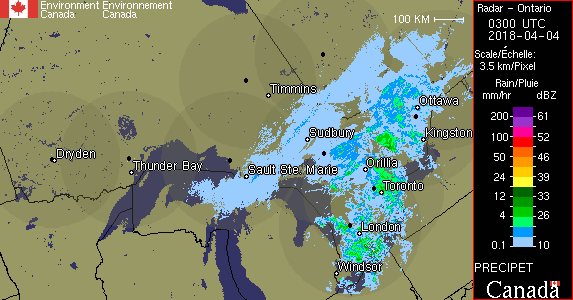 Environment Environnement
Canada Canada
100 KM
Timmins
Ottawa
Sudbury
Kingston
Dryden
Thunder Bay
Sault Ste. Marie
Orillia
Toronto
London
Windsor
Radar - Ontario
0300 UTC
2018-04-04
Scale/Échelle:
3.5 km/Pixel
Rain/Pluie
mm/hr dBZ
200 61
100 52
50 46
24 39
12 33
4 26
0.1 10
PRECIPET
Canada